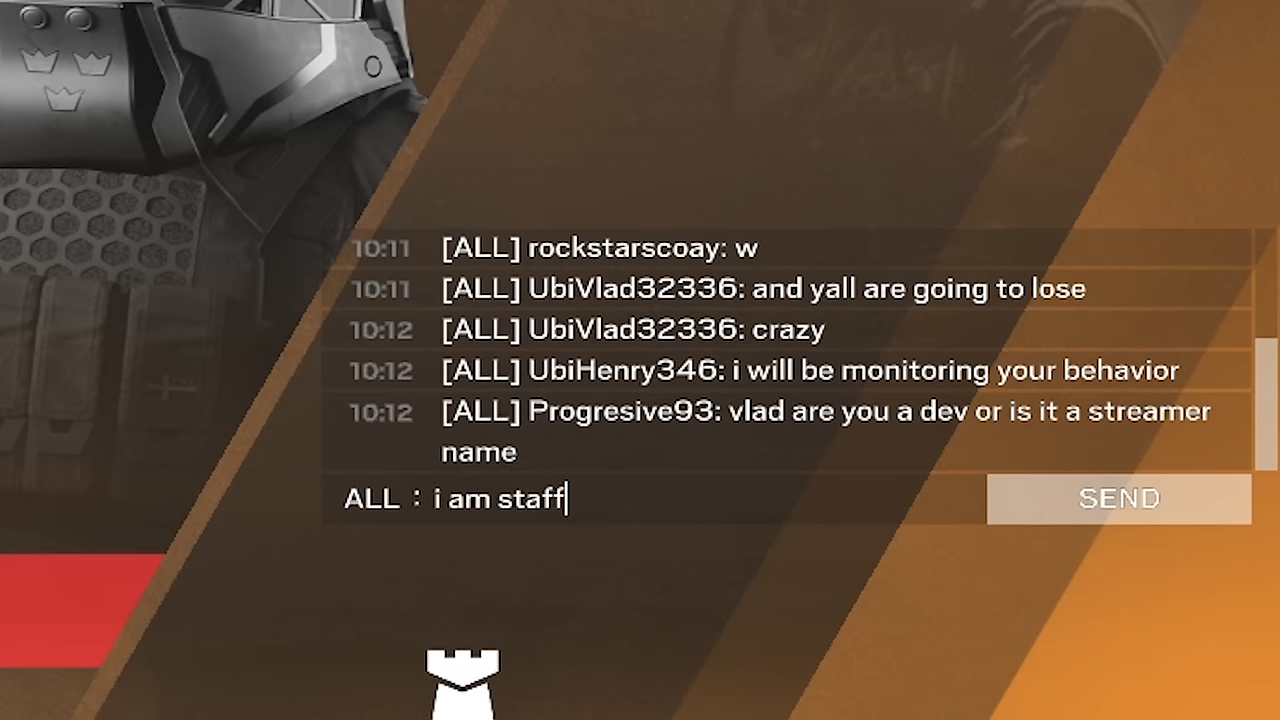 10:11 [ALL] rockstarscoay: w
10:11 [ALL] UbiVlad32336: and yall are going to lose
10:12 [ALL] UbiVlad32336: crazy
10:12 [ALL] UbiHenry346: i will be monitoring your behavior
10:12 [ALL] Progresive93: vlad are you a dev or is it a streamer
name
ALL : i am staff SEND